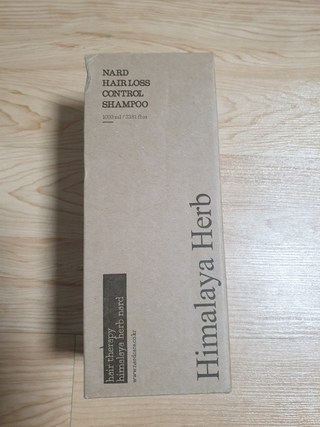 NARD
HAIR LOSS
CONTROL
SHAMPOO
Himalaya Herb
hair therapy
himalaya herb nard